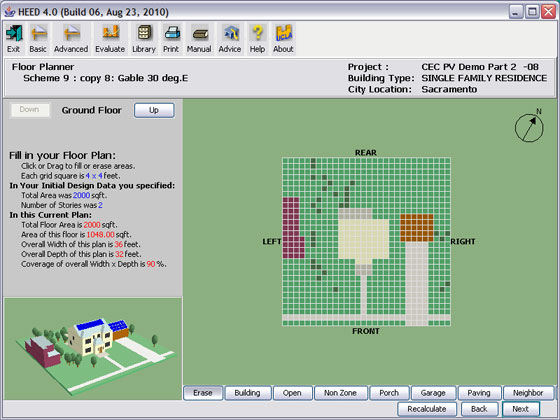 HEED 4.0 (Build 06, Aug 23, 2010)
Exit Basic Advanced Evaluate Library Print Manual Advice Help About
Floor Planner
Scheme 9 : copy 8: Gable 30 deg.E
Project : CEC PV Demo Part 2 -08
Building Type: SINGLE FAMILY RESIDENCE
City Location: Sacramento
Down Ground Floor Up
Fill in your Floor Plan:
Click or Drag to fill or erase areas.
Each grid square is 4 x 4 feet.
In Your Initial Design Data you specified:
Total Area was 2000 sqft.
Number of Stories was 2
In this Current Plan:
Total Floor Area is 2000 sqft.
Area of this floor is 1048.00 sqft.
Overall Width of this plan is 36 feet.
Overall Depth of this plan is 32 feet.
Coverage of overall Width x Depth is 90 %.
N
REAR
LEFT
RIGHT
FRONT
Erase Building Open Non Zone Porch Garage Paving Neighbor
Recalculate Back Next